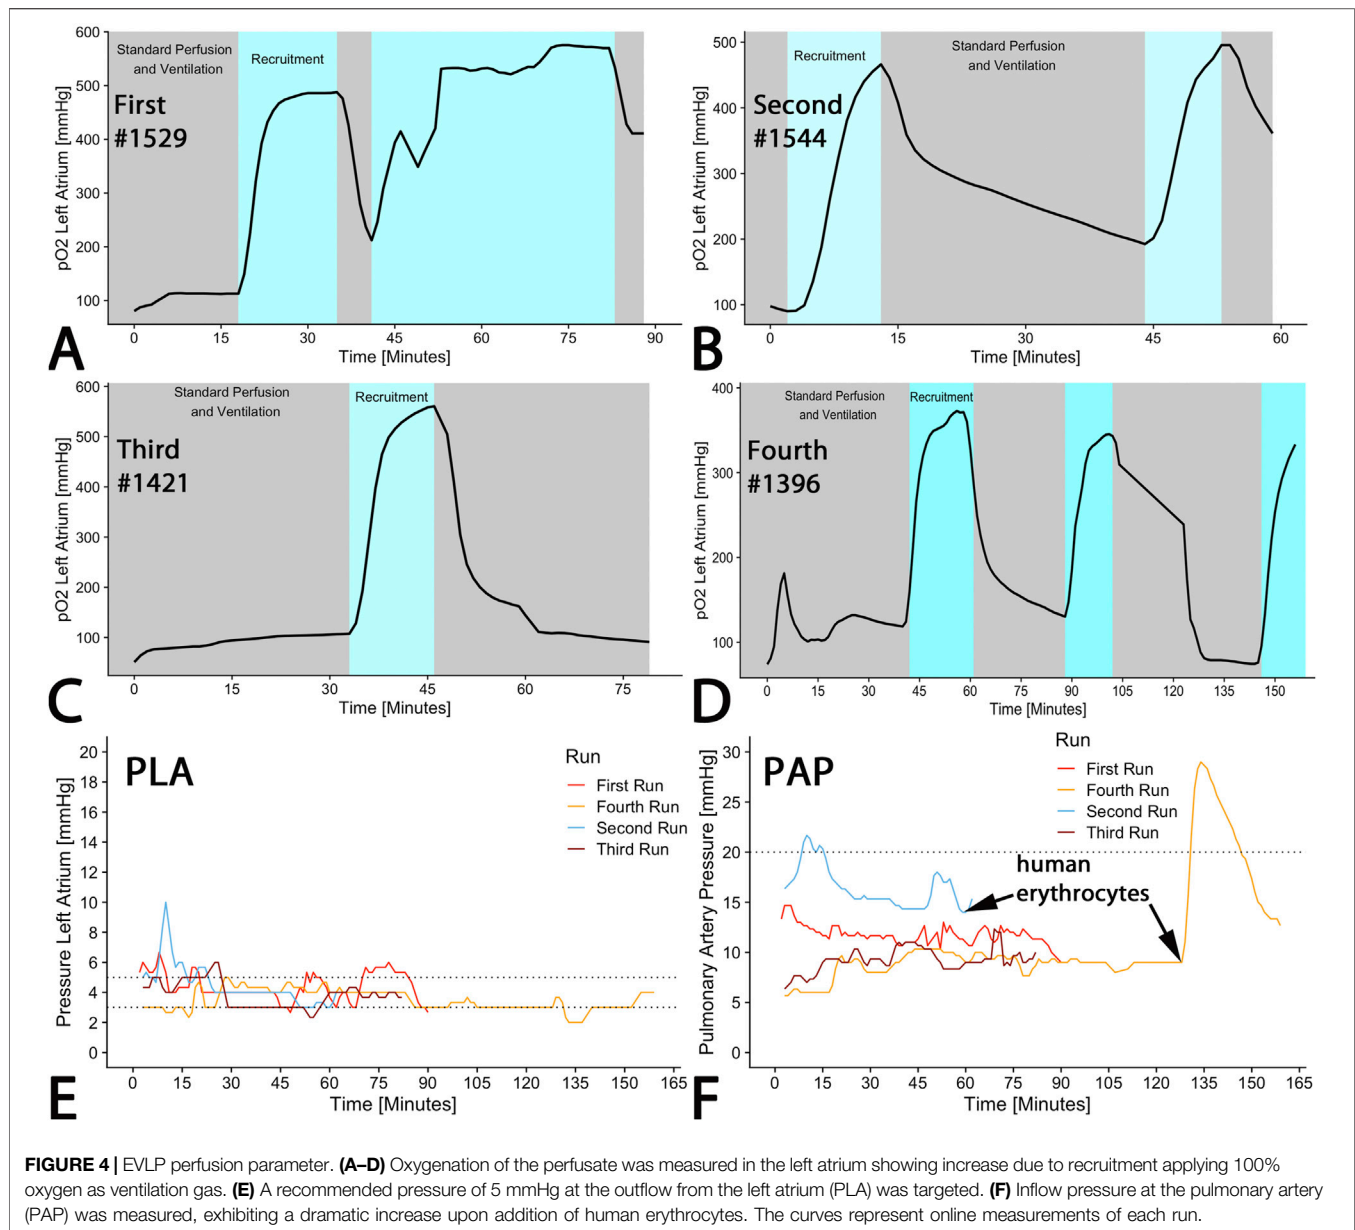 600
500
400
300
200
100
pO2 Left Atrium [mmHg]
Standard Perfusion
and Ventilation
Recruitment
First
#1529
0
15
30
45
60
75
90
Time [Minutes]
A
500
400
300
200
100
pO2 Left Atrium [mmHg]
Recruitment
Standard Perfusion
and Ventilation
Second
#1544
0
15
30
45
60
Time [Minutes]
B
600
500
400
300
200
100
pO2 Left Atrium [mmHg]
Standard Perfusion
and Ventilation
Recruitment
Third
#1421
0
15
30
45
60
75
Time [Minutes]
C
400
300
200
100
pO2 Left Atrium [mmHg]
Standard Perfusion
and Ventilation
Recruitment
Fourth
#1396
0
15
30
45
60
75
90
105
120
135
150
Time [Minutes]
D
20
18
16
14
12
10
8
6
4
2
0
Pressure Left Atrium [mmHg]
PLA
Run
First Run
Fourth Run
Second Run
Third Run
0
15
30
45
60
75
90
105
120
135
150
165
Time [Minutes]
E
30
25
20
15
10
5
0
Pulmonary Artery Pressure [mmHg]
PAP
Run
First Run
Fourth Run
Second Run
Third Run
human
erythrocytes
0
15
30
45
60
75
90
105
120
135
150
165
Time [Minutes]
F
FIGURE 4 | EVLP perfusion parameter. (A–D) Oxygenation of the perfusate was measured in the left atrium showing increase due to recruitment applying 100%
oxygen as ventilation gas. (E) A recommended pressure of 5 mmHg at the outflow from the left atrium (PLA) was targeted. (F) Inflow pressure at the pulmonary artery
(PAP) was measured, exhibiting a dramatic increase upon addition of human erythrocytes. The curves represent online measurements of each run.